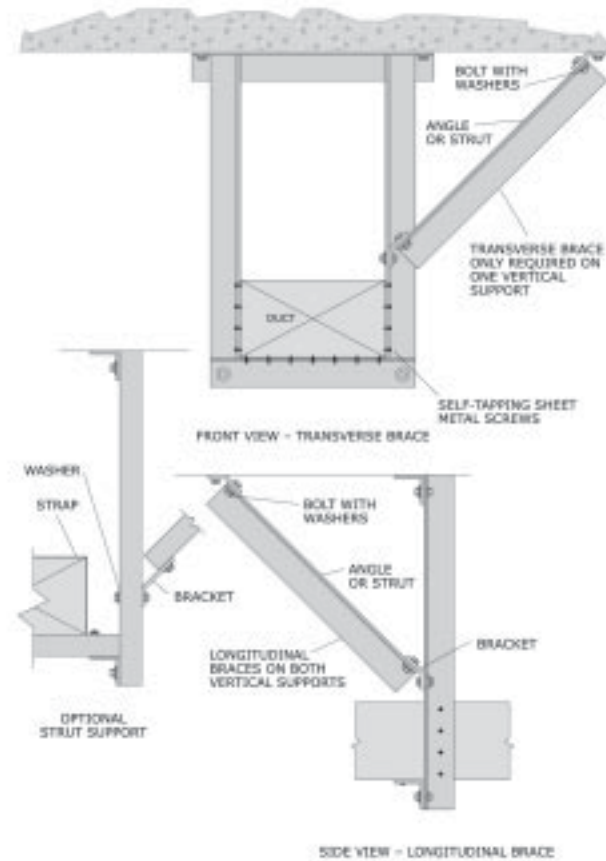 BOLT WITH
WASHERS
ANGLE
OR STRUT
TRANSVERSE BRACE
ONLY REQUIRED ON
ONE VERTICAL
SUPPORT
DUCT
SELF-TAPPING SHEET
METAL SCREWS
FRONT VIEW – TRANSVERSE BRACE
WASHER
STRAP
BRACKET
OPTIONAL
STRUT SUPPORT
BOLT WITH
WASHERS
ANGLE
OR STRUT
LONGITUDINAL
BRACES ON BOTH
VERTICAL SUPPORTS
BRACKET
SIDE VIEW – LONGITUDINAL BRACE